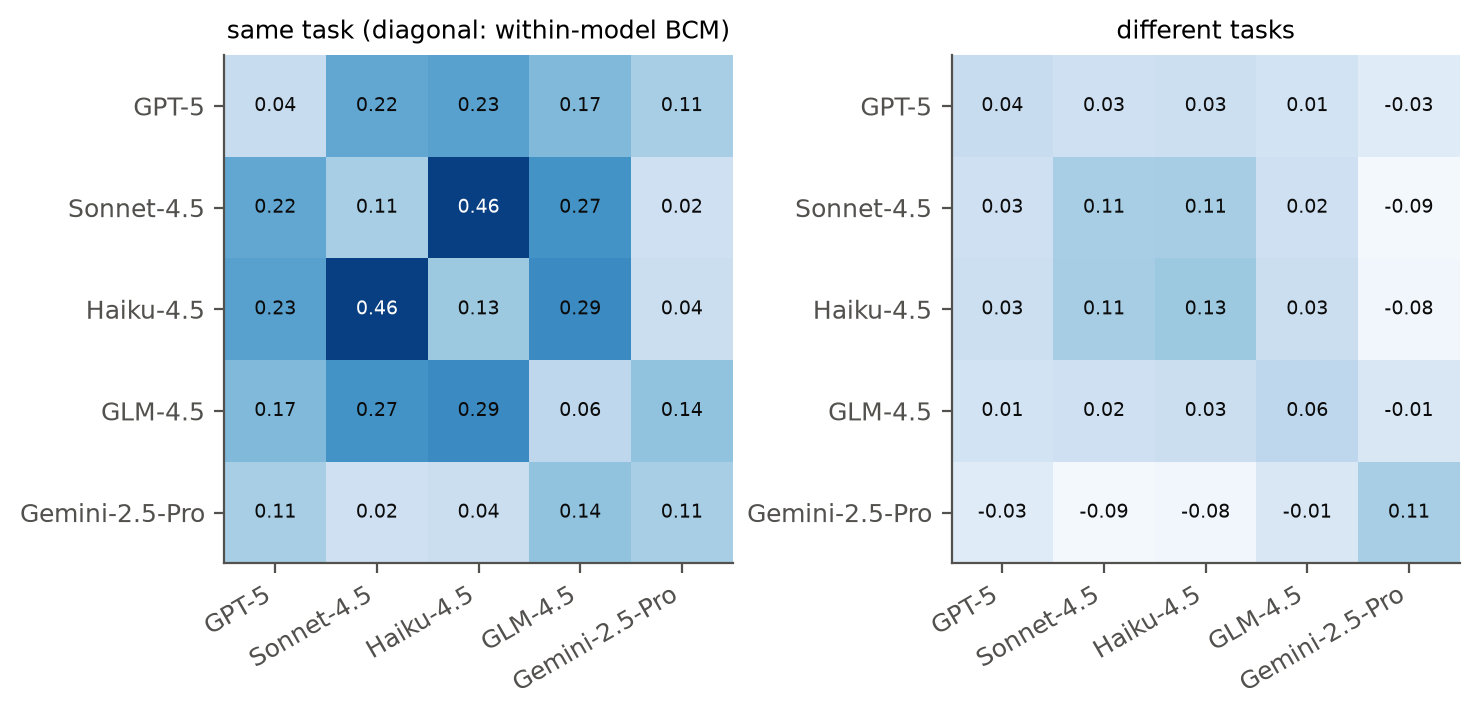 same task (diagonal: within-model BCM)
GPT-5 0.04 0.22 0.23 0.17 0.11
Sonnet-4.5 0.22 0.11 0.46 0.27 0.02
Haiku-4.5 0.23 0.46 0.13 0.29 0.04
GLM-4.5 0.17 0.27 0.29 0.06 0.14
Gemini-2.5-Pro 0.11 0.02 0.04 0.14 0.11
GPT-5 Sonnet-4.5 Haiku-4.5 GLM-4.5 Gemini-2.5-Pro
different tasks
GPT-5 0.04 0.03 0.03 0.01 -0.03
Sonnet-4.5 0.03 0.11 0.11 0.02 -0.09
Haiku-4.5 0.03 0.11 0.13 0.03 -0.08
GLM-4.5 0.01 0.02 0.03 0.06 -0.01
Gemini-2.5-Pro -0.03 -0.09 -0.08 -0.01 0.11
GPT-5 Sonnet-4.5 Haiku-4.5 GLM-4.5 Gemini-2.5-Pro